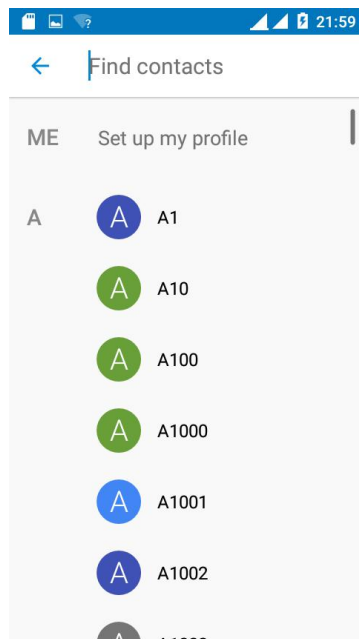 21:59
Find contacts
ME Set up my profile
A A A1
A A10
A A100
A A1000
A A1001
A A1002